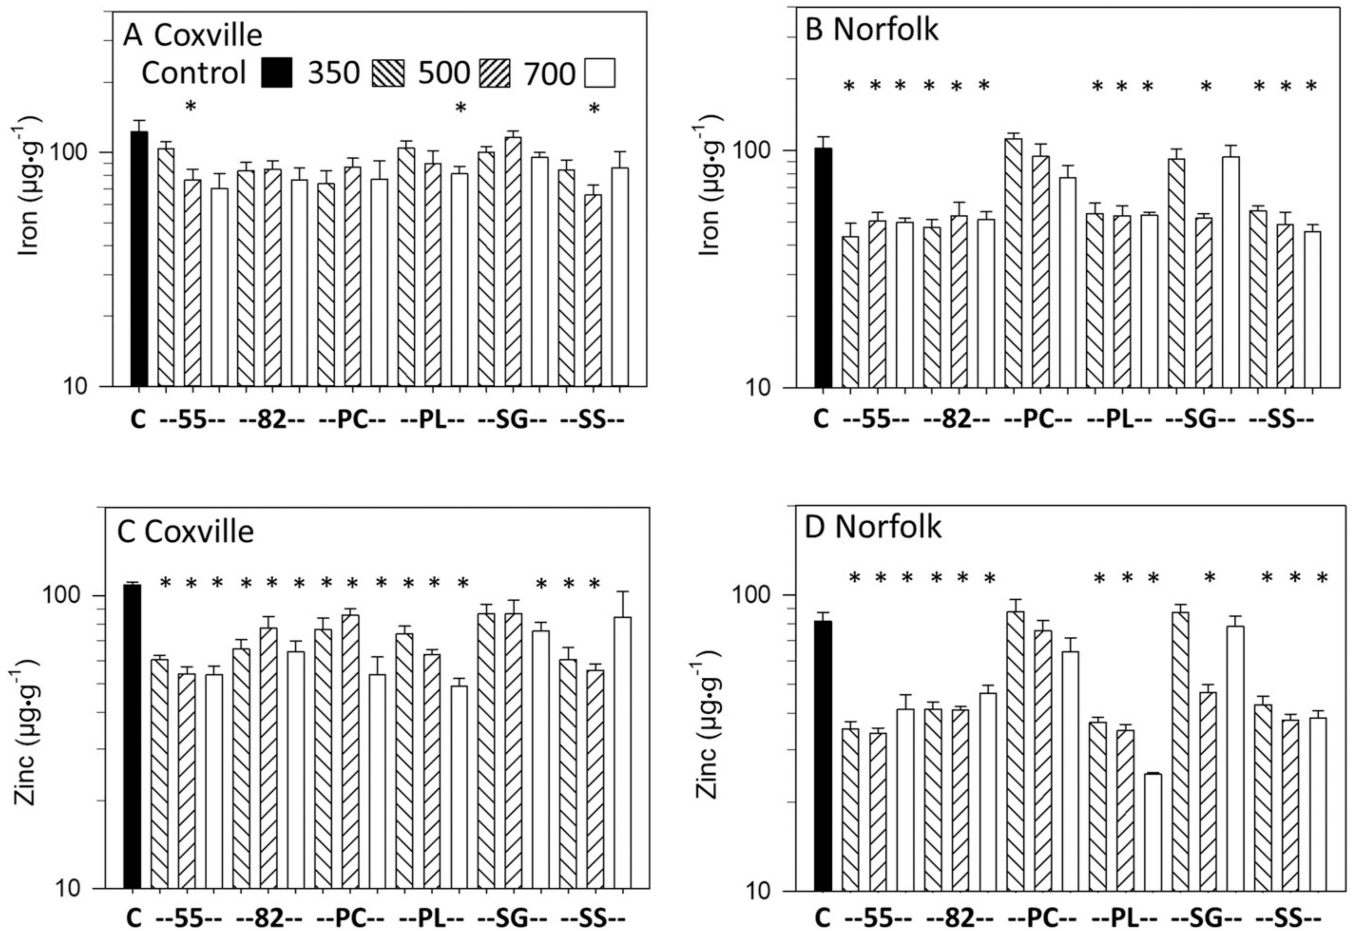 A Coxville
Control 350 500 700
* * *
Iron (µg•g⁻¹)
100
10
C --55-- --82-- --PC-- --PL-- --SG-- --SS--
B Norfolk
* * * * * * * * * * * * *
Iron (µg•g⁻¹)
100
10
C --55-- --82-- --PC-- --PL-- --SG-- --SS--
C Coxville
* * * * * * * * * * * * * * *
Zinc (µg•g⁻¹)
100
10
C --55-- --82-- --PC-- --PL-- --SG-- --SS--
D Norfolk
* * * * * * * * * * * * *
Zinc (µg•g⁻¹)
100
10
C --55-- --82-- --PC-- --PL-- --SG-- --SS--